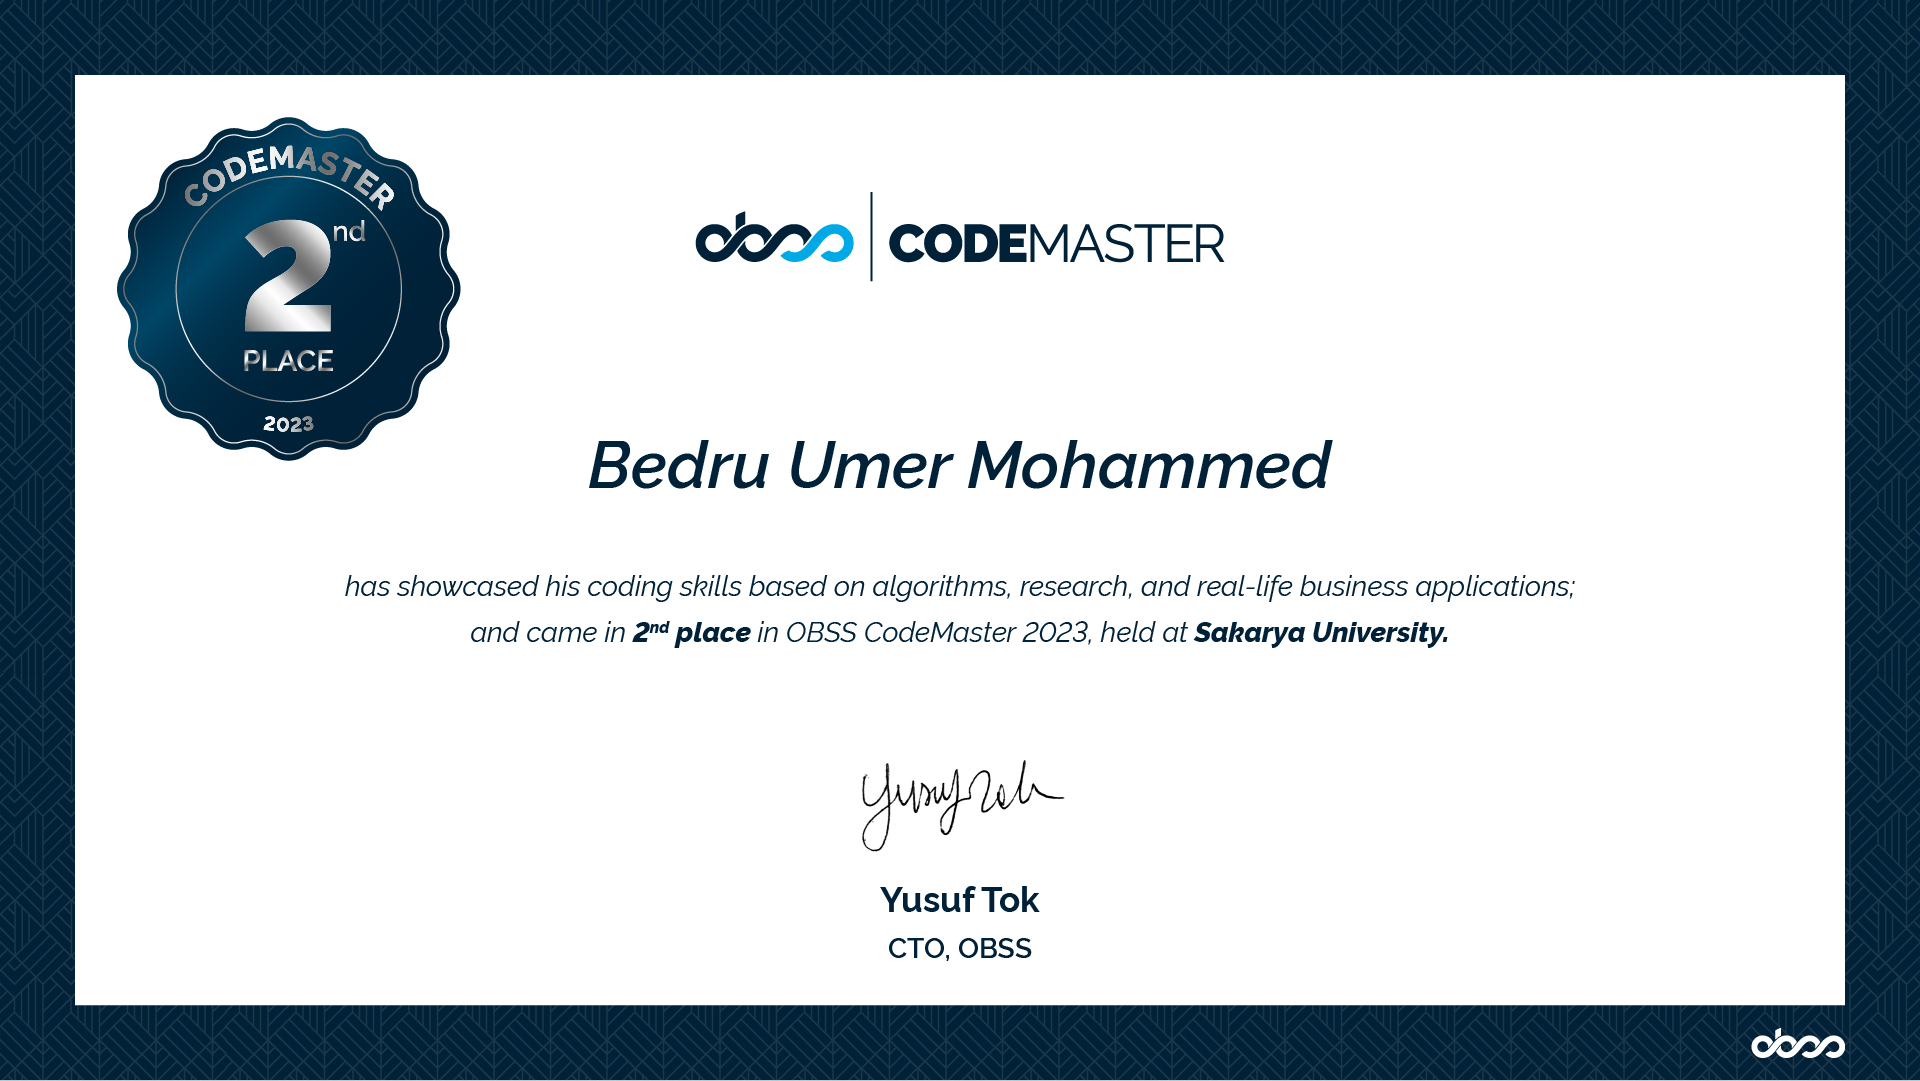 CODEMASTER
2nd
PLACE
2023
obss | CODEMASTER
Bedru Umer Mohammed
has showcased his coding skills based on algorithms, research, and real-life business applications;
and came in 2nd place in OBSS CodeMaster 2023, held at Sakarya University.
Yusuf Tok
Yusuf Tok
CTO, OBSS
obss